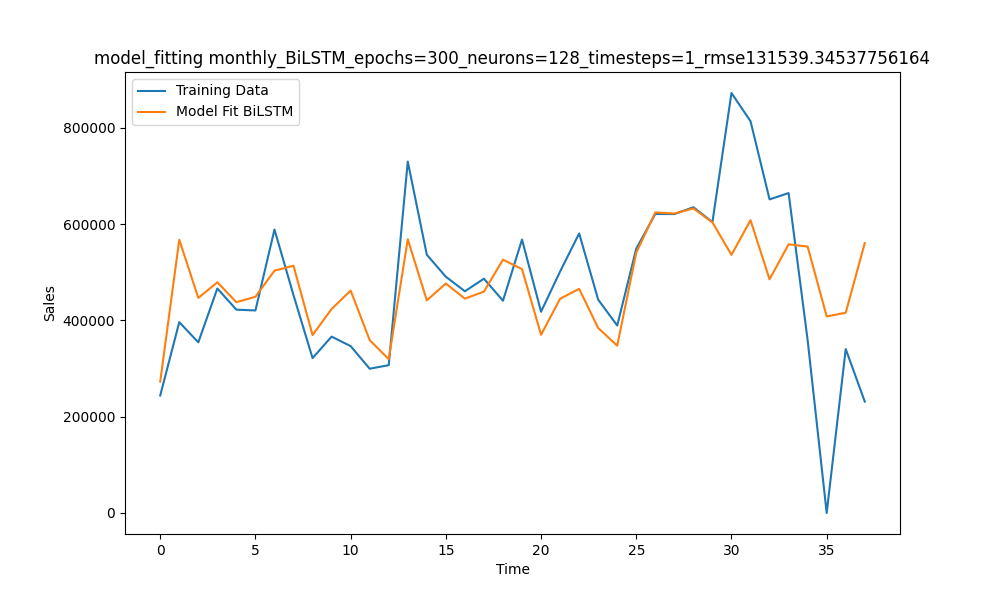 model_fitting monthly_BiLSTM_epochs=300_neurons=128_timesteps=1_rmse131539.34537756164
Training Data
Model Fit BiLSTM
800000
600000
400000
200000
0
Sales
0 5 10 15 20 25 30 35
Time